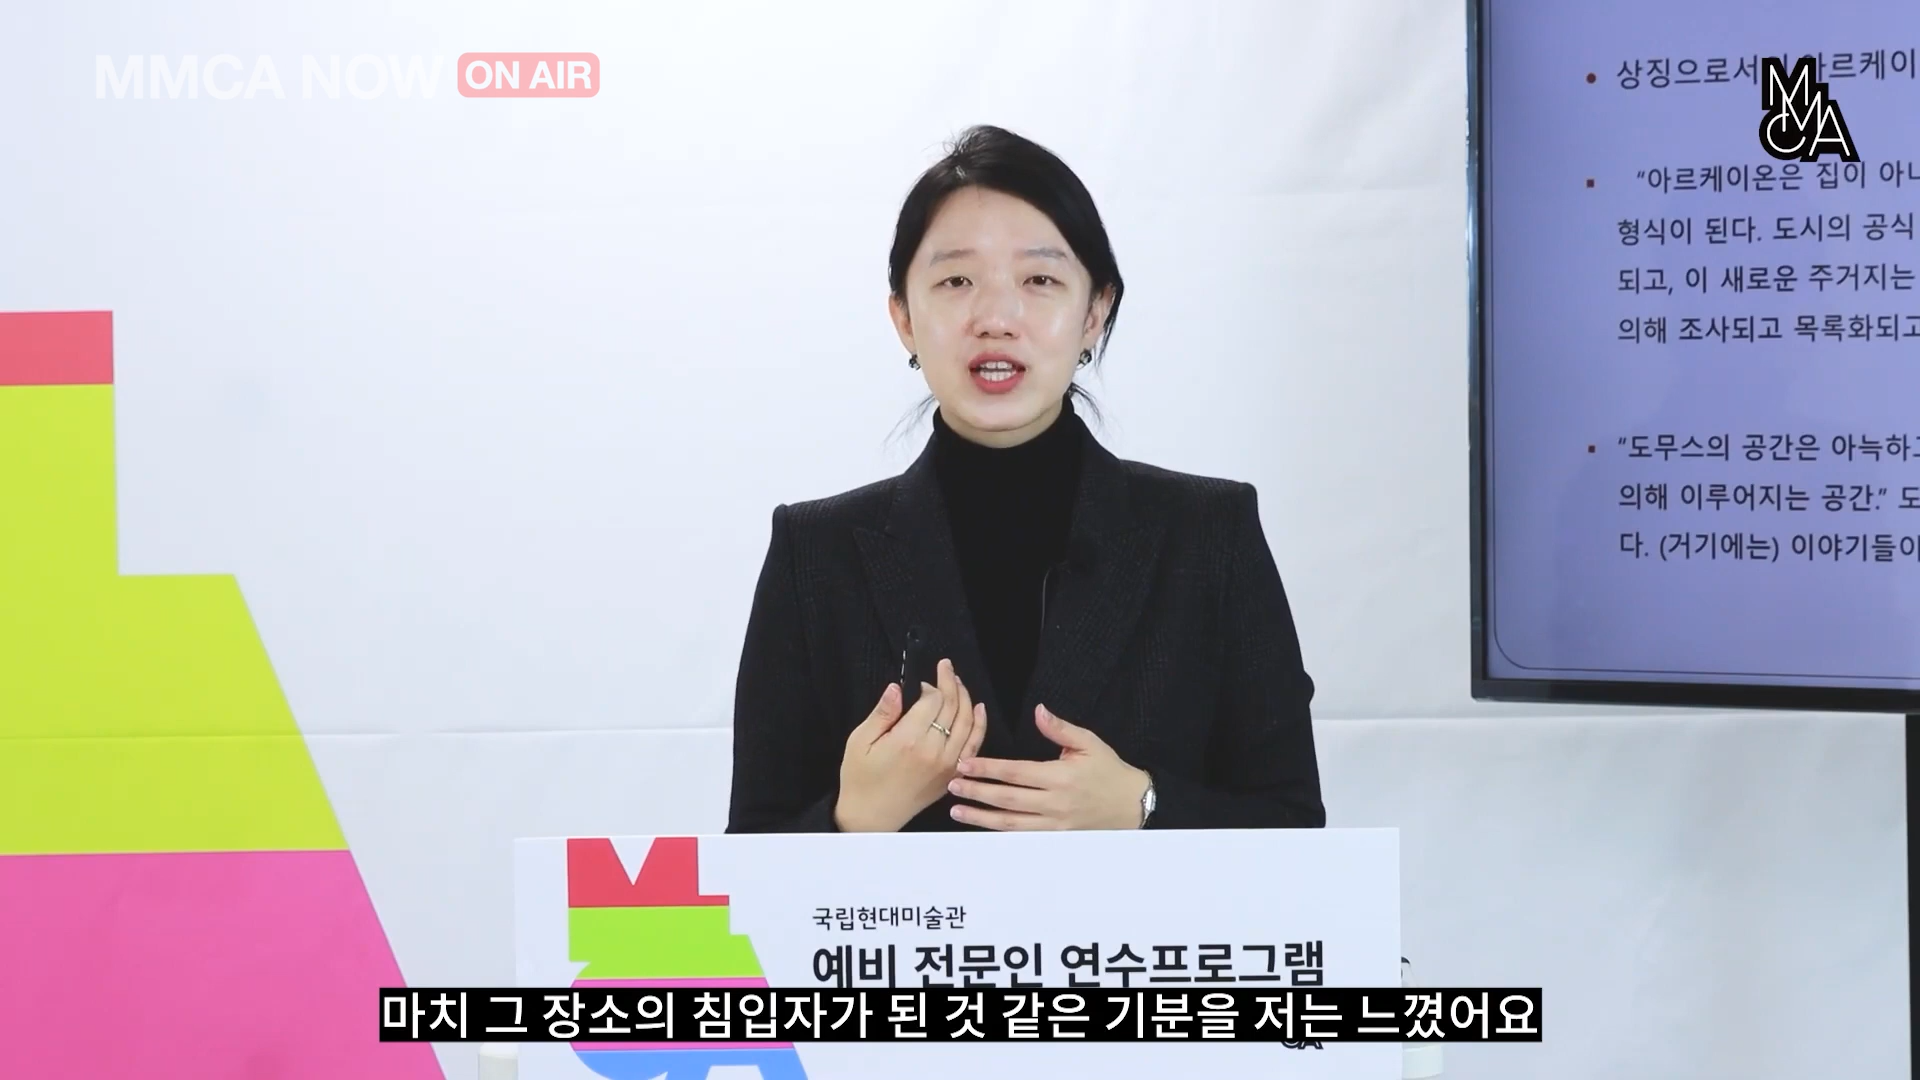 MMCA NOW ON AIR
MMCA
상징으로서
아르케이
“아르케이온은 집이 아
형식이 된다. 도시의 공식
되고, 이 새로운 주거지는
의해 조사되고 목록화되고
“도무스의 공간은 아늑하고
의해 이루어지는 공간.” 도
다. (거기에는) 이야기들이
국립현대미술관
예비 전문인 연수프로그램
마치 그 장소의 침입자가 된 것 같은 기분을 저는 느꼈어요